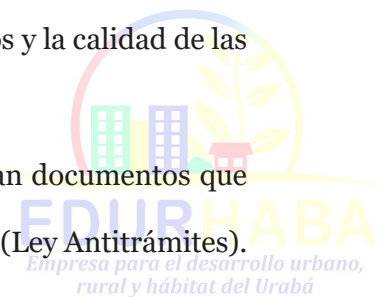 os y la calidad de las
an documentos que
EDURHABA
(Ley Antitrámites).
Empresa para el desarrollo urbano,
rural y hábitat del Urabá